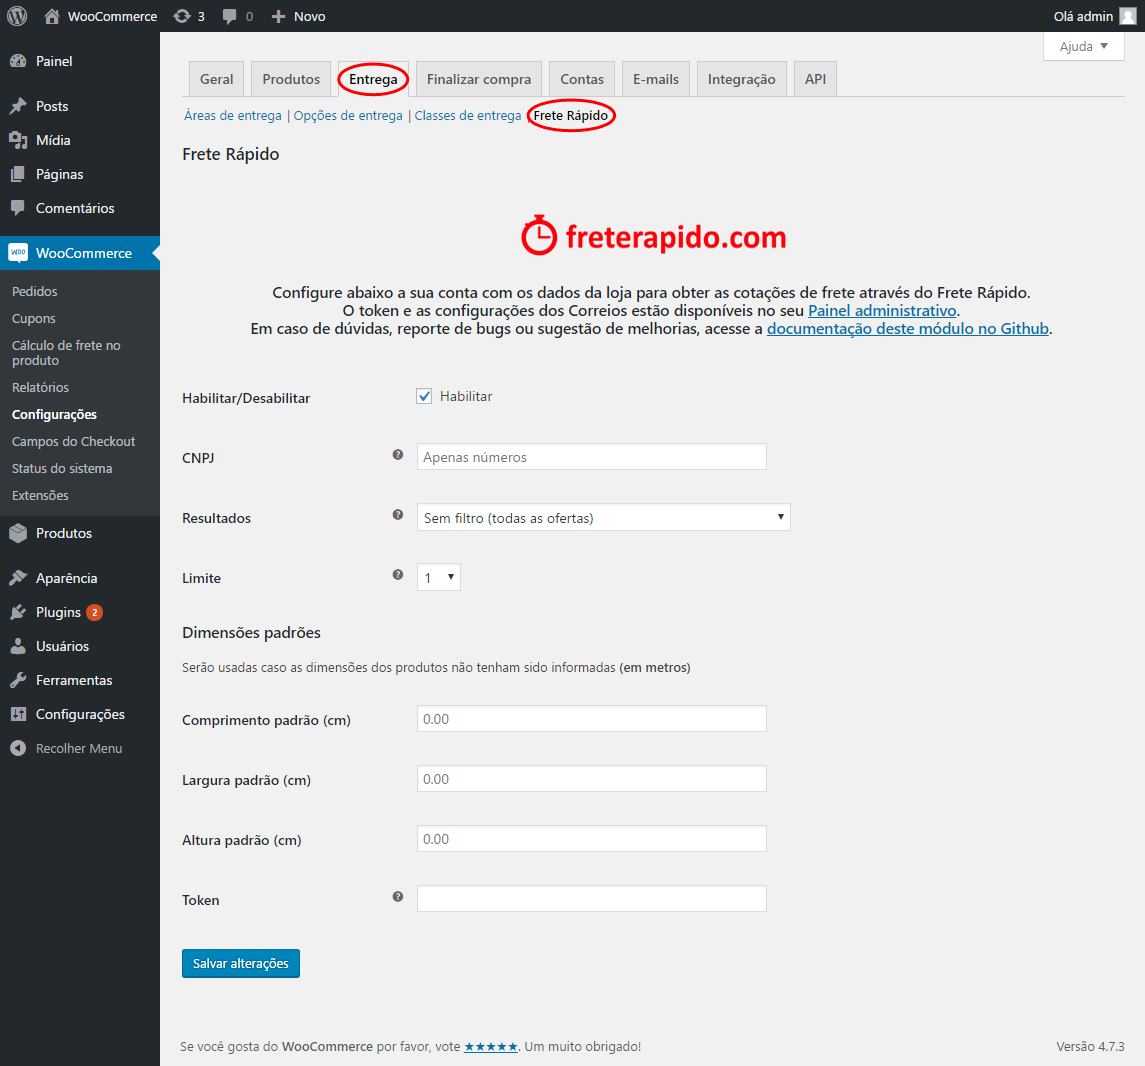 WooCommerce 3 0 Novo Olá admin
Ajuda
Painel
Posts
Mídia
Páginas
Comentários
WooCommerce
Pedidos
Cupons
Cálculo de frete no
produto
Relatórios
Configurações
Campos do Checkout
Status do sistema
Extensões
Produtos
Aparência
Plugins 2
Usuários
Ferramentas
Configurações
Recolher Menu
Geral Produtos Entrega Finalizar compra Contas E-mails Integração API
Áreas de entrega | Opções de entrega | Classes de entrega | Frete Rápido
Frete Rápido
freterapido.com
Configure abaixo a sua conta com os dados da loja para obter as cotações de frete através do Frete Rápido.
O token e as configurações dos Correios estão disponíveis no seu Painel administrativo.
Em caso de dúvidas, reporte de bugs ou sugestão de melhorias, acesse a documentação deste módulo no Github.
Habilitar/Desabilitar Habilitar
CNPJ ? Apenas números
Resultados ? Sem filtro (todas as ofertas)
Limite ? 1
Dimensões padrões
Serão usadas caso as dimensões dos produtos não tenham sido informadas (em metros)
Comprimento padrão (cm) 0.00
Largura padrão (cm) 0.00
Altura padrão (cm) 0.00
Token ?
Salvar alterações
Se você gosta do WooCommerce por favor, vote ★★★★★. Um muito obrigado! Versão 4.7.3